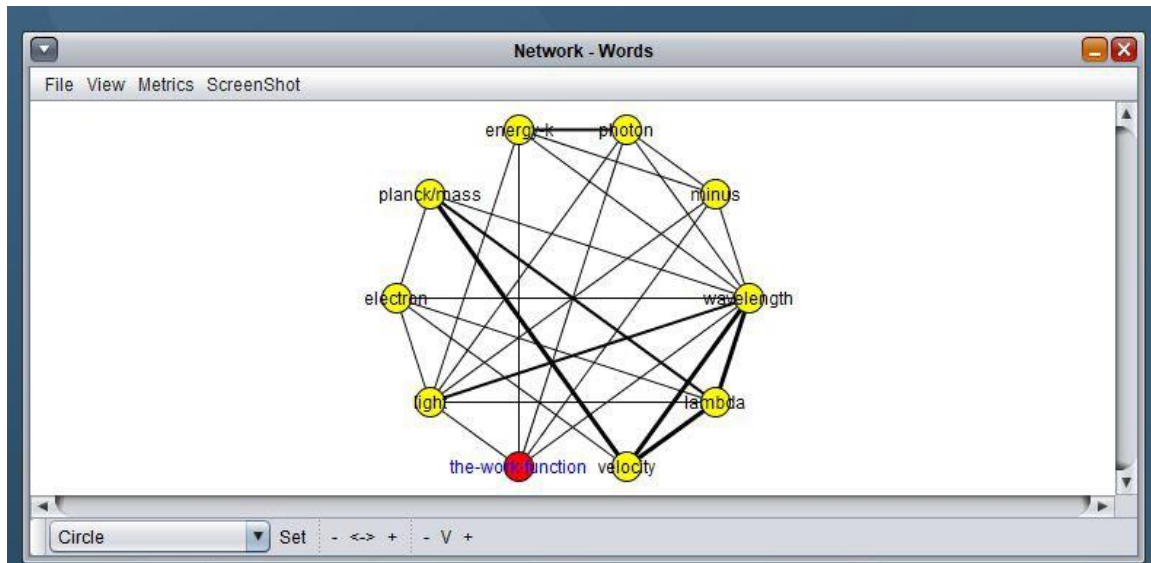 Network - Words
File View Metrics ScreenShot
energy-k photon
planck/mass minus
electron wavelength
light lambda
the-work-function velocity
Circle Set - <-> + - V +